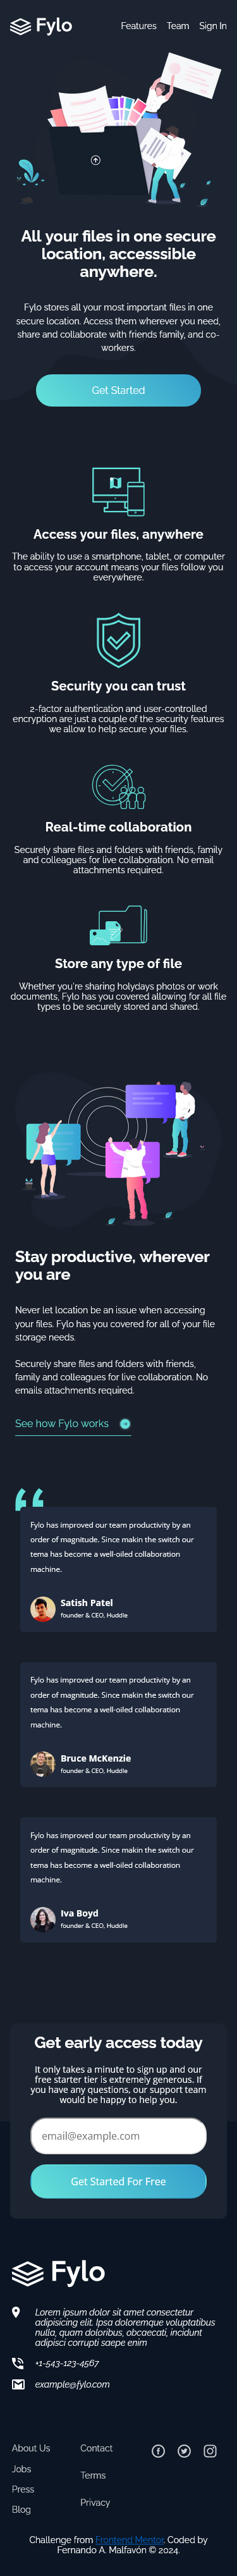 Fylo
Features Team Sign In
All your files in one secure
location, accesssible
anywhere.
Fylo stores all your most important files in one
secure location. Access them wherever you need,
share and collaborate with friends family, and co-
workers.
Get Started
Access your files, anywhere
The ability to use a smartphone, tablet, or computer
to access your account means your files follow you
everywhere.
Security you can trust
2-factor authentication and user-controlled
encryption are just a couple of the security features
we allow to help secure your files.
Real-time collaboration
Securely share files and folders with friends, family
and colleagues for live collaboration. No email
attachments required.
Store any type of file
Whether you're sharing holydays photos or work
documents, Fylo has you covered allowing for all file
types to be securely stored and shared.
Stay productive, wherever
you are
Never let location be an issue when accessing
your files. Fylo has you covered for all of your file
storage needs.
Securely share files and folders with friends,
family and colleagues for live collaboration. No
emails attachments required.
See how Fylo works
Fylo has improved our team productivity by an
order of magnitude. Since makin the switch our
tema has become a well-oiled collaboration
machine.
Satish Patel
founder & CEO, Huddle
Fylo has improved our team productivity by an
order of magnitude. Since makin the switch our
tema has become a well-oiled collaboration
machine.
Bruce McKenzie
founder & CEO, Huddle
Fylo has improved our team productivity by an
order of magnitude. Since makin the switch our
tema has become a well-oiled collaboration
machine.
Iva Boyd
founder & CEO, Huddle
Get early access today
It only takes a minute to sign up and our
free starter tier is extremely generous. If
you have any questions, our support team
would be happy to help you.
email@example.com
Get Started For Free
Fylo
Lorem ipsum dolor sit amet consectetur
adipisicing elit. Ipsa doloremque voluptatibus
nulla, quam doloribus, obcaecati, incidunt
adipisci corrupti saepe enim
+1-543-123-4567
example@fylo.com
About Us
Jobs
Press
Blog
Contact
Terms
Privacy
Challenge from Frontend Mentor. Coded by
Fernando A. Malfavón © 2024.